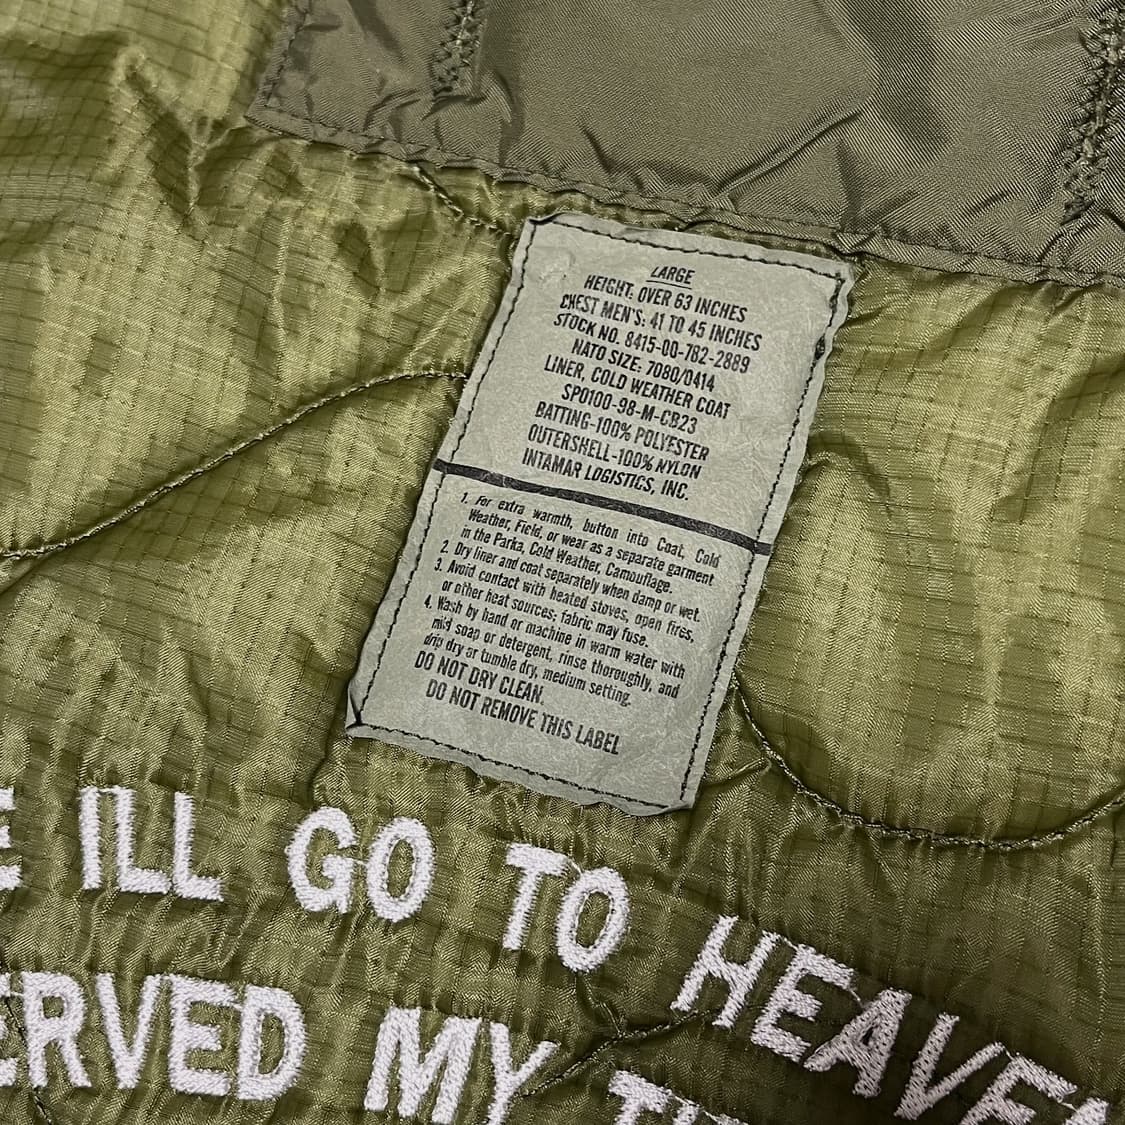 LARGE
HEIGHT: OVER 63 INCHES
CHEST MEN'S: 41 TO 45 INCHES
STOCK NO. 8415-00-782-2889
NATO SIZE: 7080/0414
LINER, COLD WEATHER COAT
SP0100-98-M-CB23
BATTING-100% POLYESTER
OUTERSHELL-100% NYLON
INTAMAR LOGISTICS, INC.
1. For extra warmth, button into Coat, Cold
Weather, Field, or wear as a separate garment
in the Parka, Cold Weather, Camouflage.
2. Dry liner and coat separately when damp or wet.
3. Avoid contact with heated stoves, open fires,
or other heat sources; fabric may fuse.
4. Wash by hand or machine in warm water with
mild soap or detergent, rinse thoroughly, and
drip dry or tumble dry, medium setting.
DO NOT DRY CLEAN.
DO NOT REMOVE THIS LABEL
E ILL GO TO HEAVEN
ERVED MY